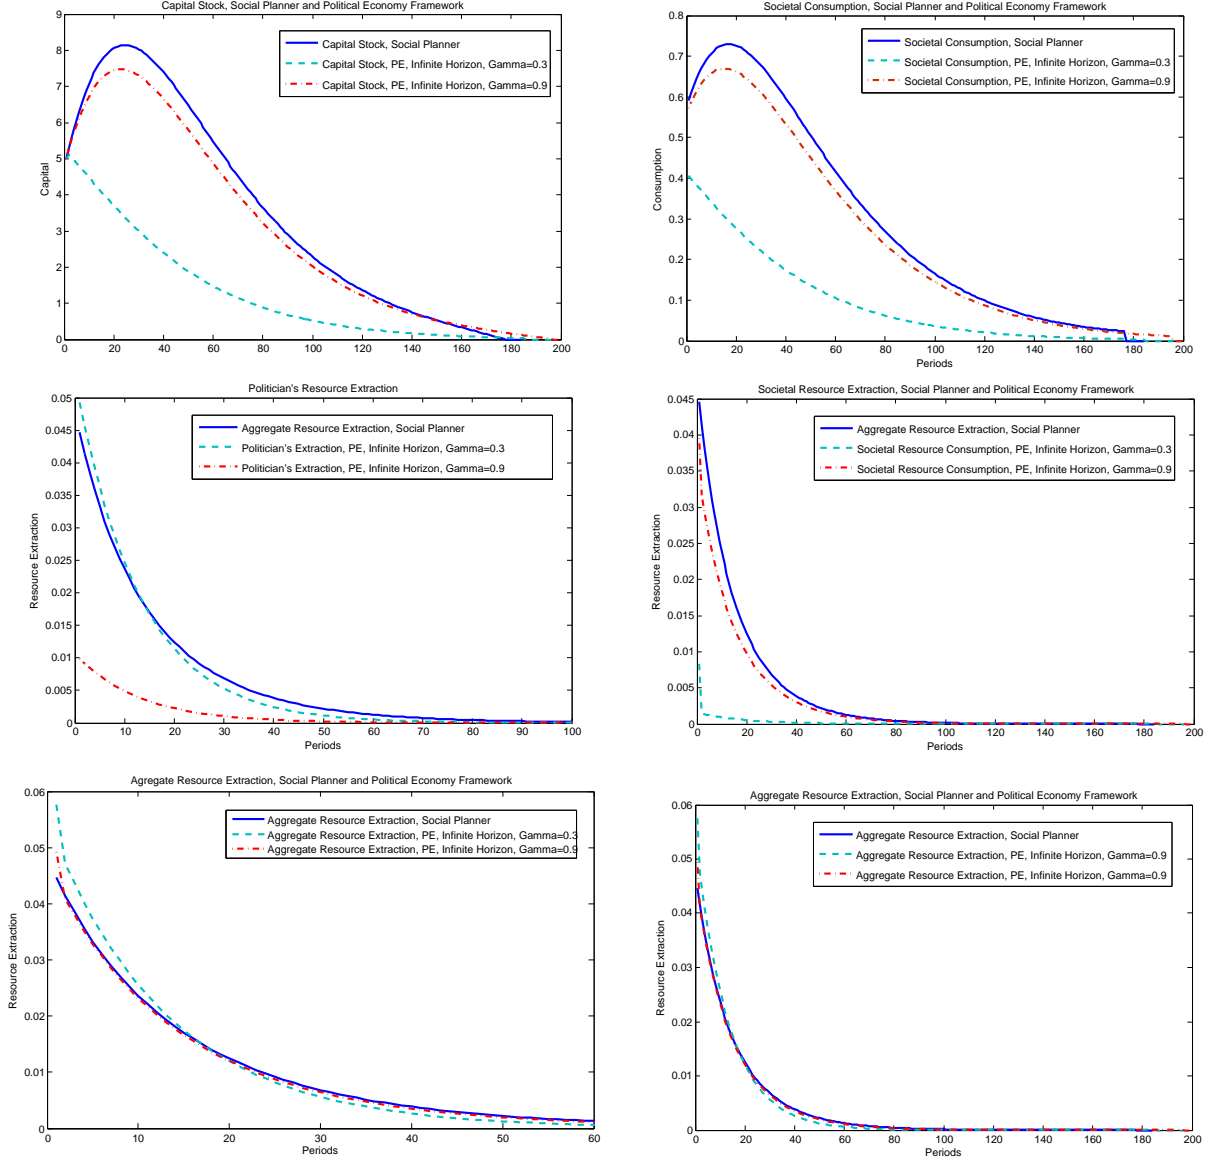 Capital Stock, Social Planner and Political Economy Framework
9
8
7
6
5
4
3
2
1
0
Capital
Capital Stock, Social Planner
Capital Stock, PE, Infinite Horizon, Gamma=0.3
Capital Stock, PE, Infinite Horizon, Gamma=0.9
0 20 40 60 80 100 120 140 160 180 200
Periods
Societal Consumption, Social Planner and Political Economy Framework
0.8
0.7
0.6
0.5
0.4
0.3
0.2
0.1
0
Consumption
Societal Consumption, Social Planner
Societal Consumption, PE, Infinite Horizon, Gamma=0.3
Societal Consumption, PE, Infinite Horizon, Gamma=0.9
0 20 40 60 80 100 120 140 160 180 200
Periods
Politician's Resource Extraction
0.05
0.045
0.04
0.035
0.03
0.025
0.02
0.015
0.01
0.005
0
Resource Extraction
Aggregate Resource Extraction, Social Planner
Politician's Extraction, PE, Infinite Horizon, Gamma=0.3
Politician's Extraction, PE, Infinite Horizon, Gamma=0.9
0 10 20 30 40 50 60 70 80 90 100
Periods
Societal Resource Extraction, Social Planner and Political Economy Framework
0.045
0.04
0.035
0.03
0.025
0.02
0.015
0.01
0.005
0
Resource Extraction
Aggregate Resource Extraction, Social Planner
Societal Resource Consumption, PE, Infinite Horizon, Gamma=0.3
Societal Resource Consumption, PE, Infinite Horizon, Gamma=0.9
0 20 40 60 80 100 120 140 160 180 200
Periods
Agregate Resource Extraction, Social Planner and Political Economy Framework
0.06
0.05
0.04
0.03
0.02
0.01
0
Resource Extraction
Aggregate Resource Extraction, Social Planner
Aggregate Resource Extraction, PE, Infinite Horizon, Gamma=0.3
Aggregate Resource Extraction, PE, Infinite Horizon, Gamma=0.9
0 10 20 30 40 50 60
Periods
Aggregate Resource Extraction, Social Planner and Political Economy Framework
0.06
0.05
0.04
0.03
0.02
0.01
0
Resource Extraction
Aggregate Resource Extraction, Social Planner
Aggregate Resource Extraction, PE, Infinite Horizon, Gamma=0.9
Aggregate Resource Extraction, PE, Infinite Horizon, Gamma=0.9
0 20 40 60 80 100 120 140 160 180 200
Periods